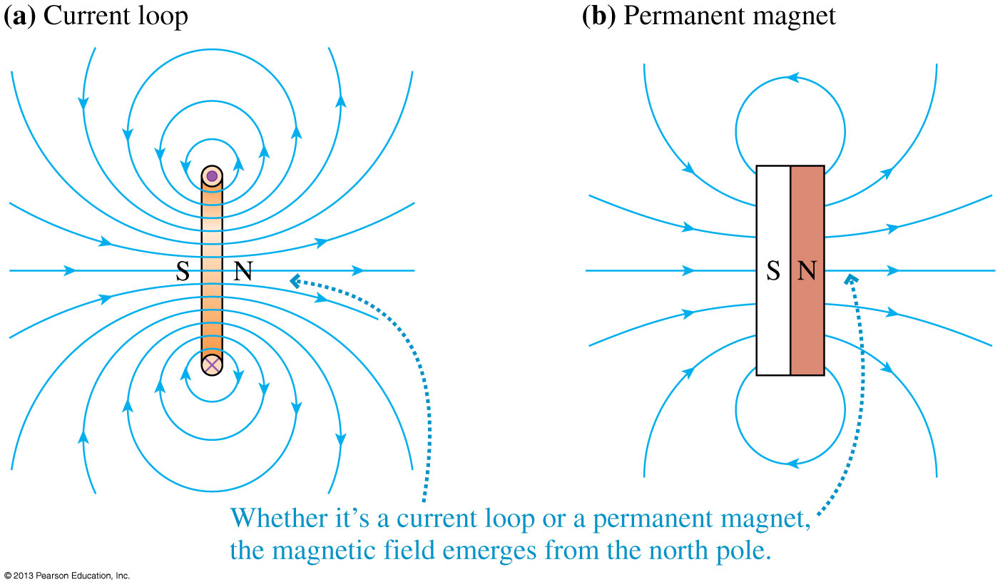 (a) Current loop
(b) Permanent magnet
S N
S N
Whether it’s a current loop or a permanent magnet,
the magnetic field emerges from the north pole.
© 2013 Pearson Education, Inc.